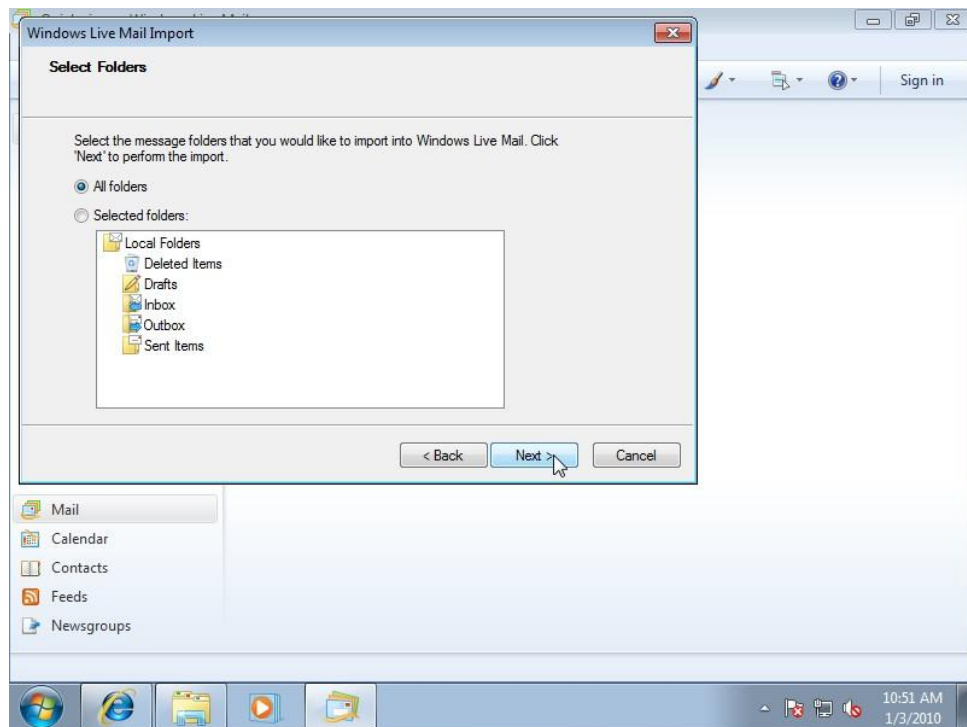 Windows Live Mail Import
Select Folders
Sign in
Select the message folders that you would like to import into Windows Live Mail. Click
'Next' to perform the import.
All folders
Selected folders:
Local Folders
Deleted Items
Drafts
Inbox
Outbox
Sent Items
< Back
Next >
Cancel
Mail
Calendar
Contacts
Feeds
Newsgroups
10:51 AM
1/3/2010